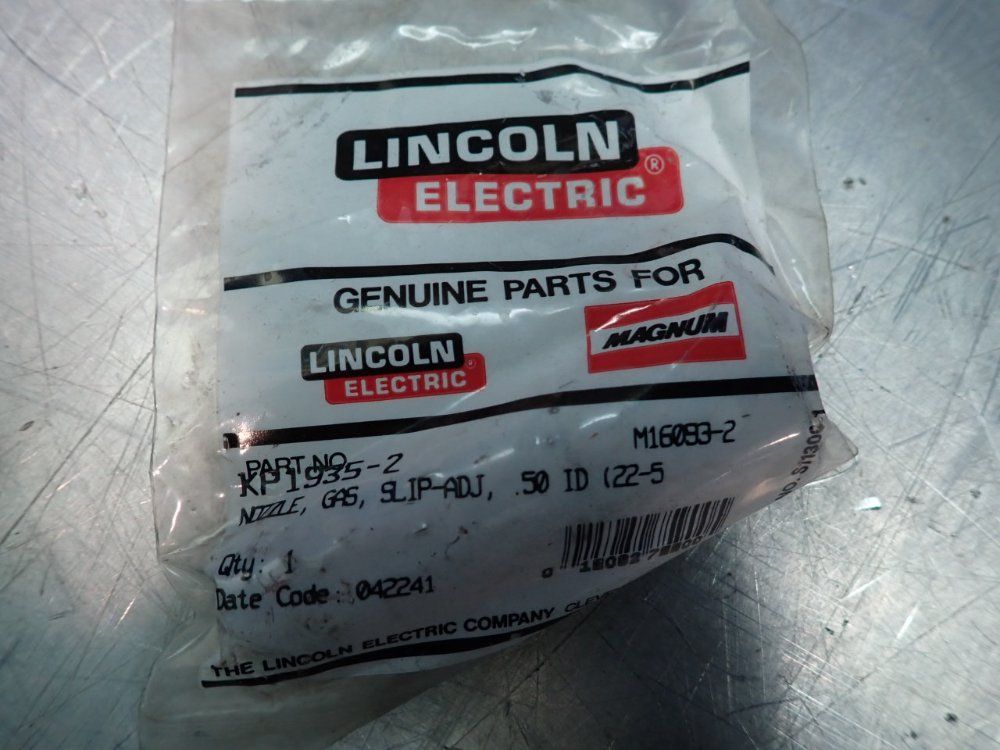 LINCOLN
ELECTRIC ®
GENUINE PARTS FOR
LINCOLN
ELECTRIC ®
MAGNUM
PART NO.
KP1935-2
M16093-2
NOZZLE, GAS, SLIP-ADJ, .50 ID (22-5
Qty: 1
Date Code: 042241
THE LINCOLN ELECTRIC COMPANY